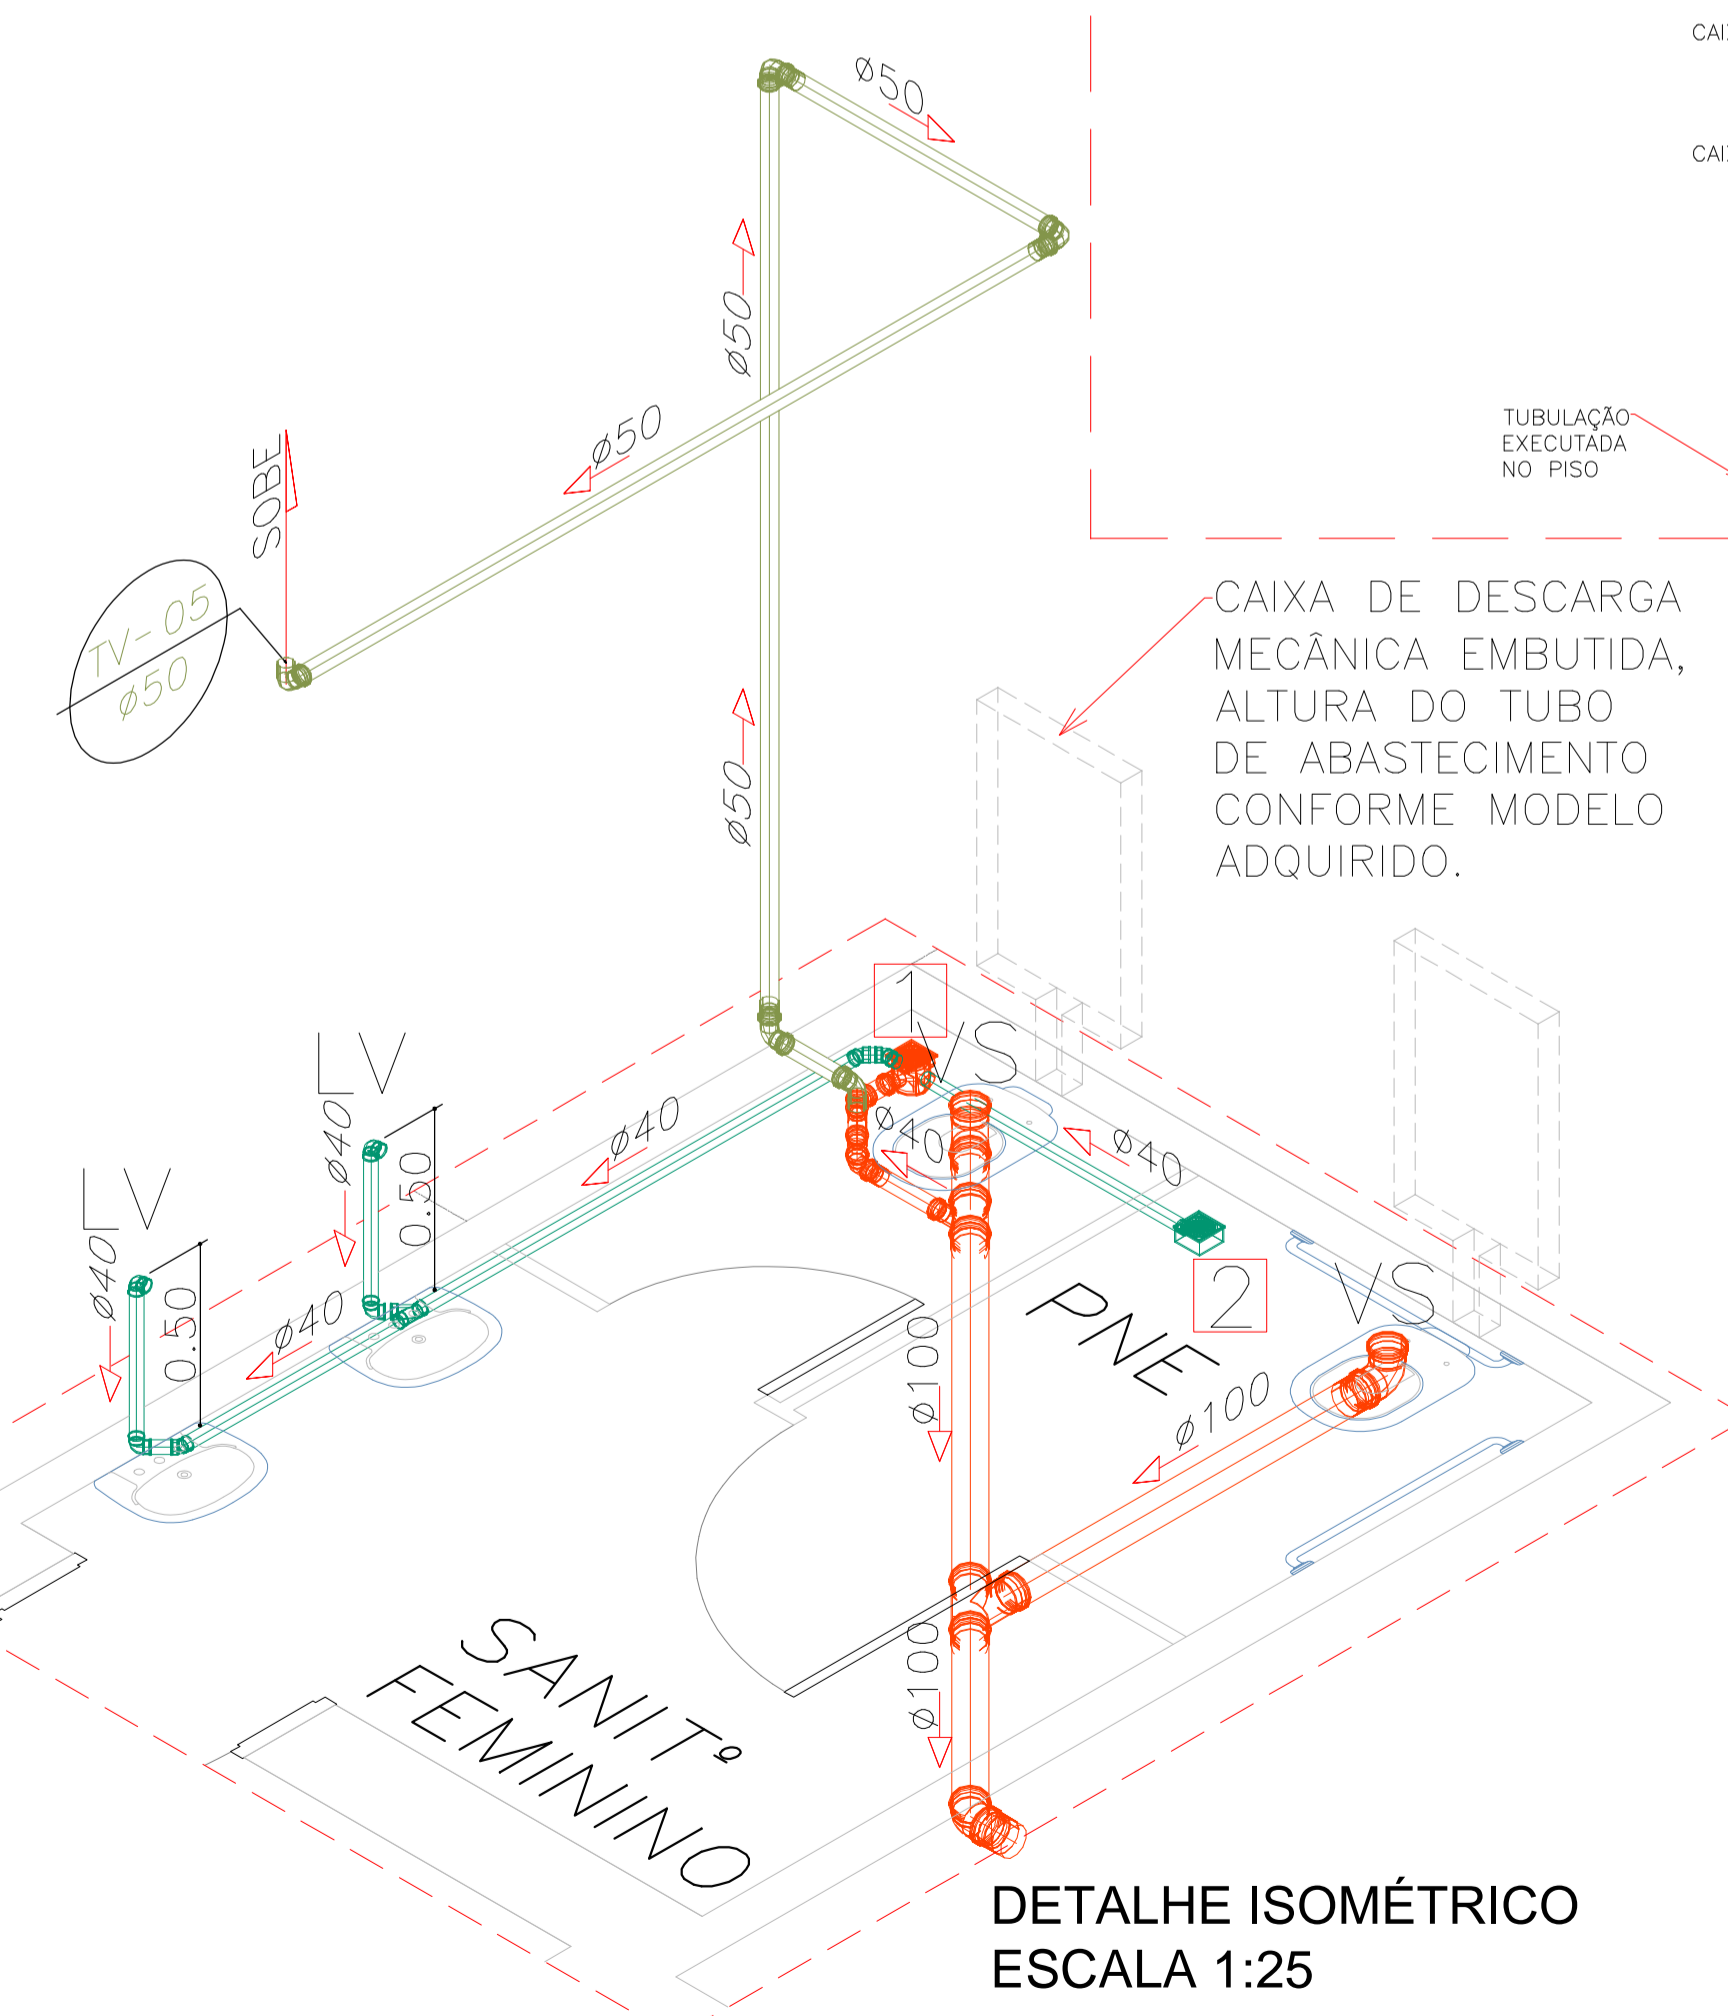 CAI
CAI
Ø50
Ø50
Ø50
SOBE
TV-05
Ø50
TUBULAÇÃO
EXECUTADA
NO PISO
CAIXA DE DESCARGA
MECÂNICA EMBUTIDA,
ALTURA DO TUBO
DE ABASTECIMENTO
CONFORME MODELO
ADQUIRIDO.
Ø50
1
VS
LV
Ø40
0.50
Ø40
Ø40
Ø40
LV
Ø40
0.50
Ø40
2
VS
PNE
Ø100
Ø100
Ø100
SANITº
FEMININO
DETALHE ISOMÉTRICO
ESCALA 1:25